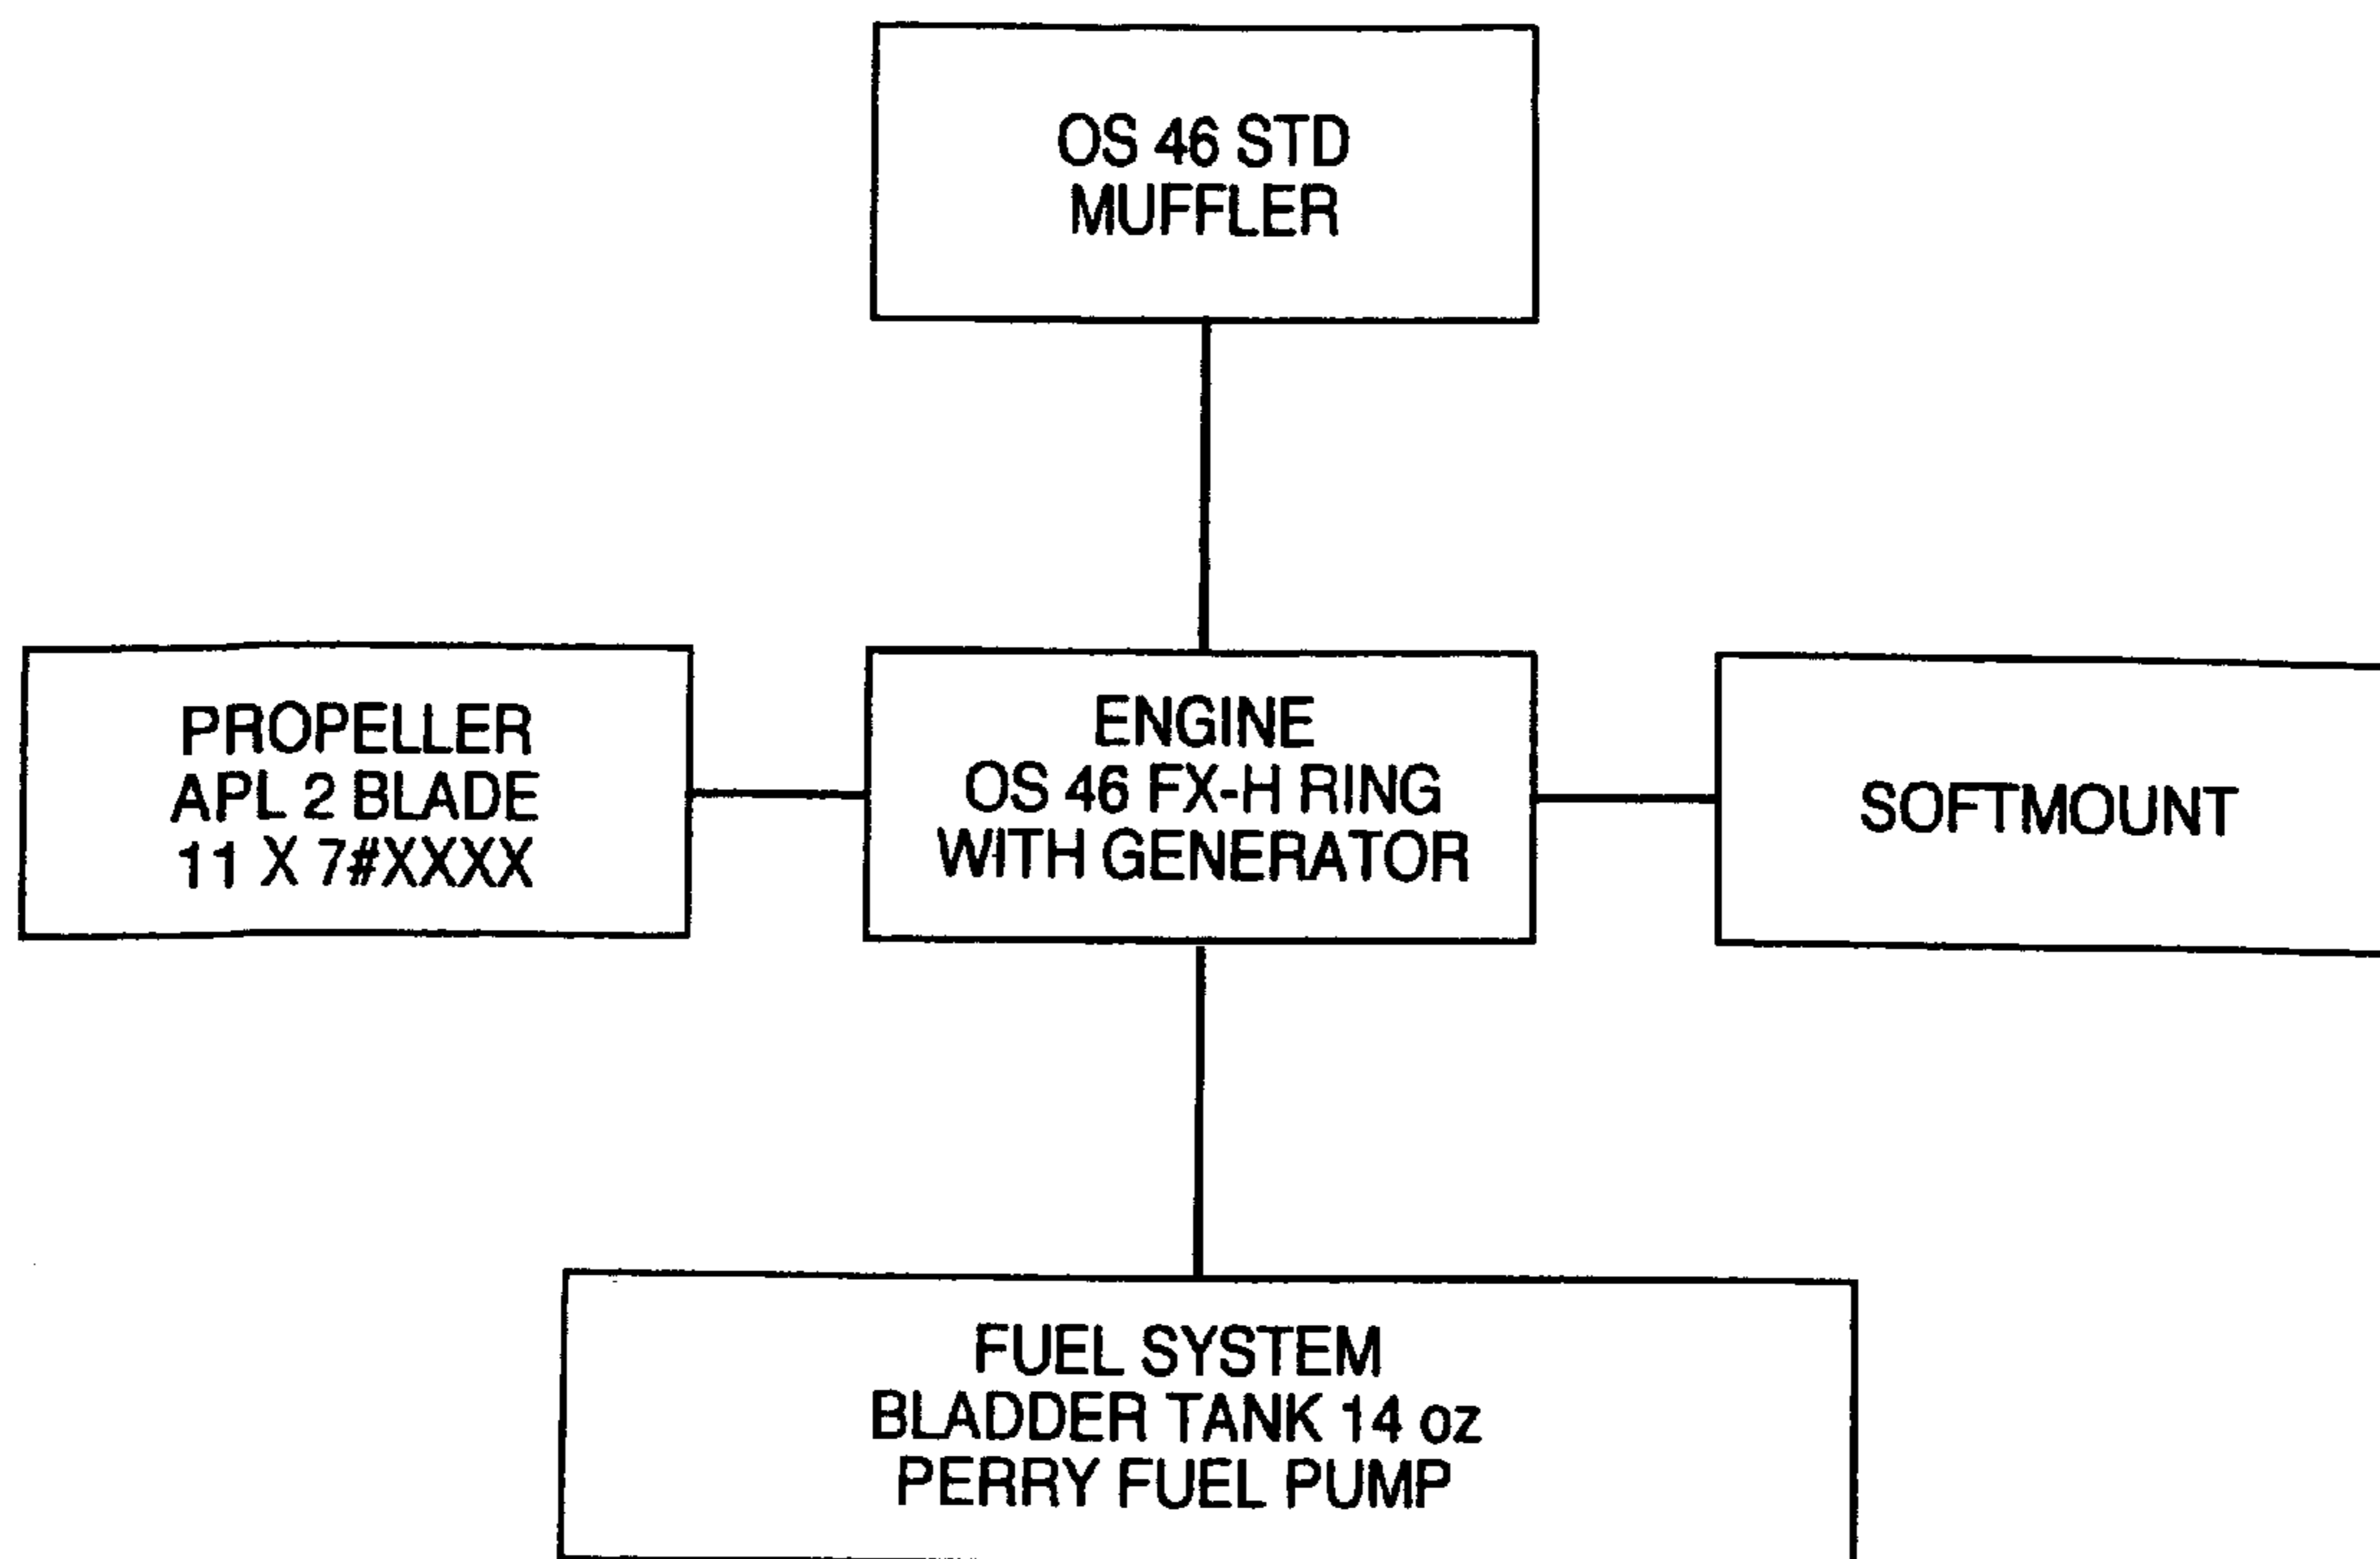 OS 46 STD
MUFFLER
PROPELLER
APL 2 BLADE
11 X 7#XXXX
ENGINE
OS 46 FX-H RING
WITH GENERATOR
SOFTMOUNT
FUEL SYSTEM
BLADDER TANK 14 oz
PERRY FUEL PUMP